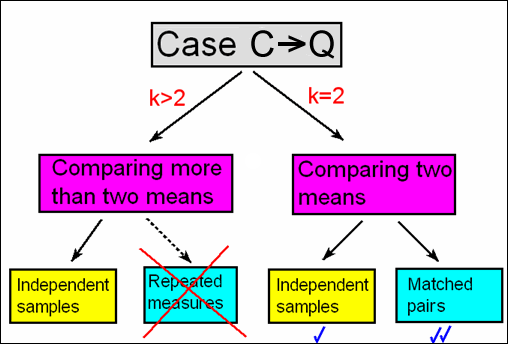 Case C→Q
k>2
k=2
Comparing more
than two means
Comparing two
means
Independent
samples
Repeated
measures
Independent
samples
Matched
pairs